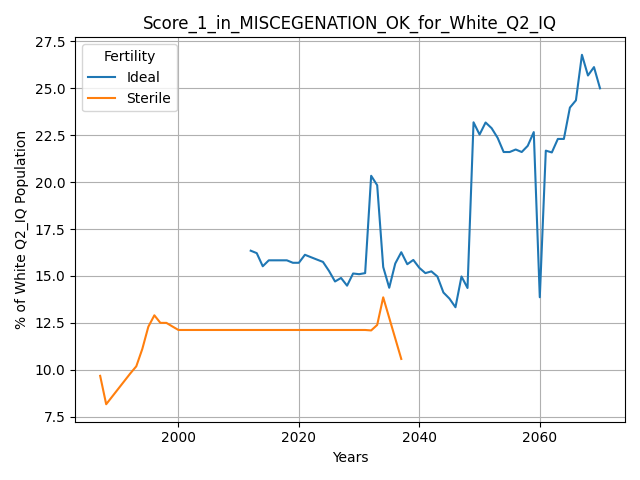 Score_1_in_MISCEGENATION_OK_for_White_Q2_IQ
Fertility
Ideal
Sterile
27.5
25.0
22.5
20.0
17.5
15.0
12.5
10.0
7.5
% of White Q2_IQ Population
2000
2020
2040
2060
Years